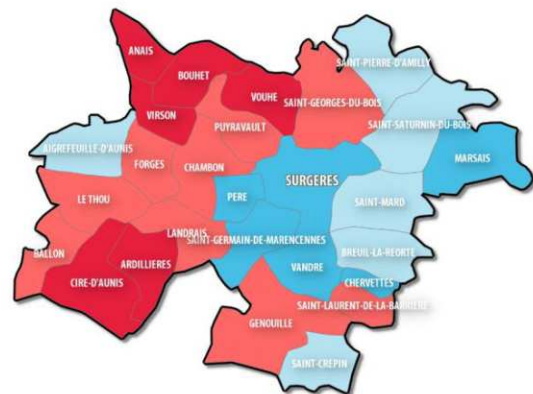 ANAIS
BOUHET
SAINT-PIERRE-D'AMILLY
VOUHE
SAINT-GEORGES-DU-BOIS
VIRSON
PUYRAVAULT
SAINT-SATURNIN-DU-BOIS
AIGREFEUILLE-D'AUNIS
FORGES
CHAMBON
MARSAIS
SURGERES
LE THOU
PERE
SAINT-MARD
LANDRAIS
SAINT-GERMAIN-DE-MARENCENNES
BALLON
ARDILLIERES
BREUIL-LA-REORTE
CIRE-D'AUNIS
VANDRE
CHERVETTES
SAINT-LAURENT-DE-LA-BARRIERE
GENOUILLE
SAINT-CREPIN